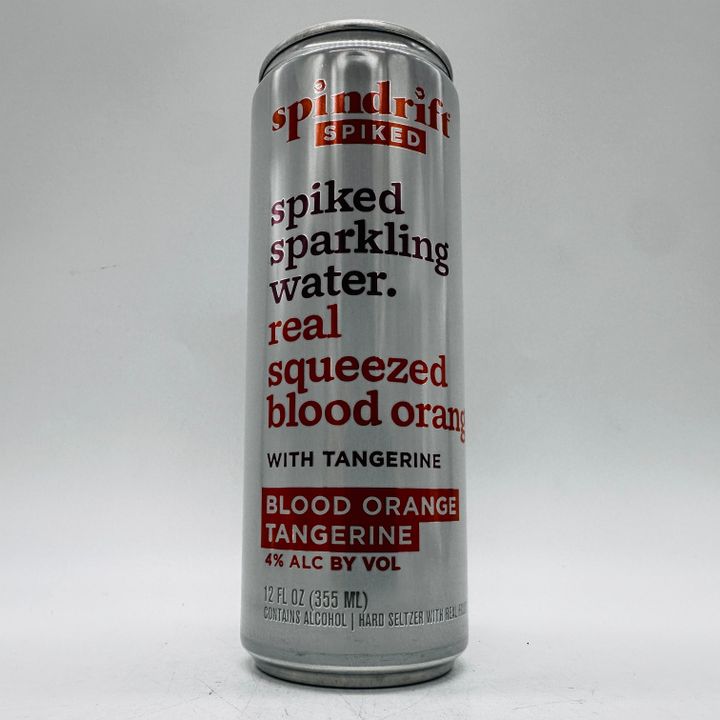 spindrift
SPIKED
spiked
sparkling
water.
real
squeezed
blood orang
WITH TANGERINE
BLOOD ORANGE
TANGERINE
4% ALC BY VOL
12 FL OZ (355 ML)
CONTAINS ALCOHOL | HARD SELTZER WITH REAL